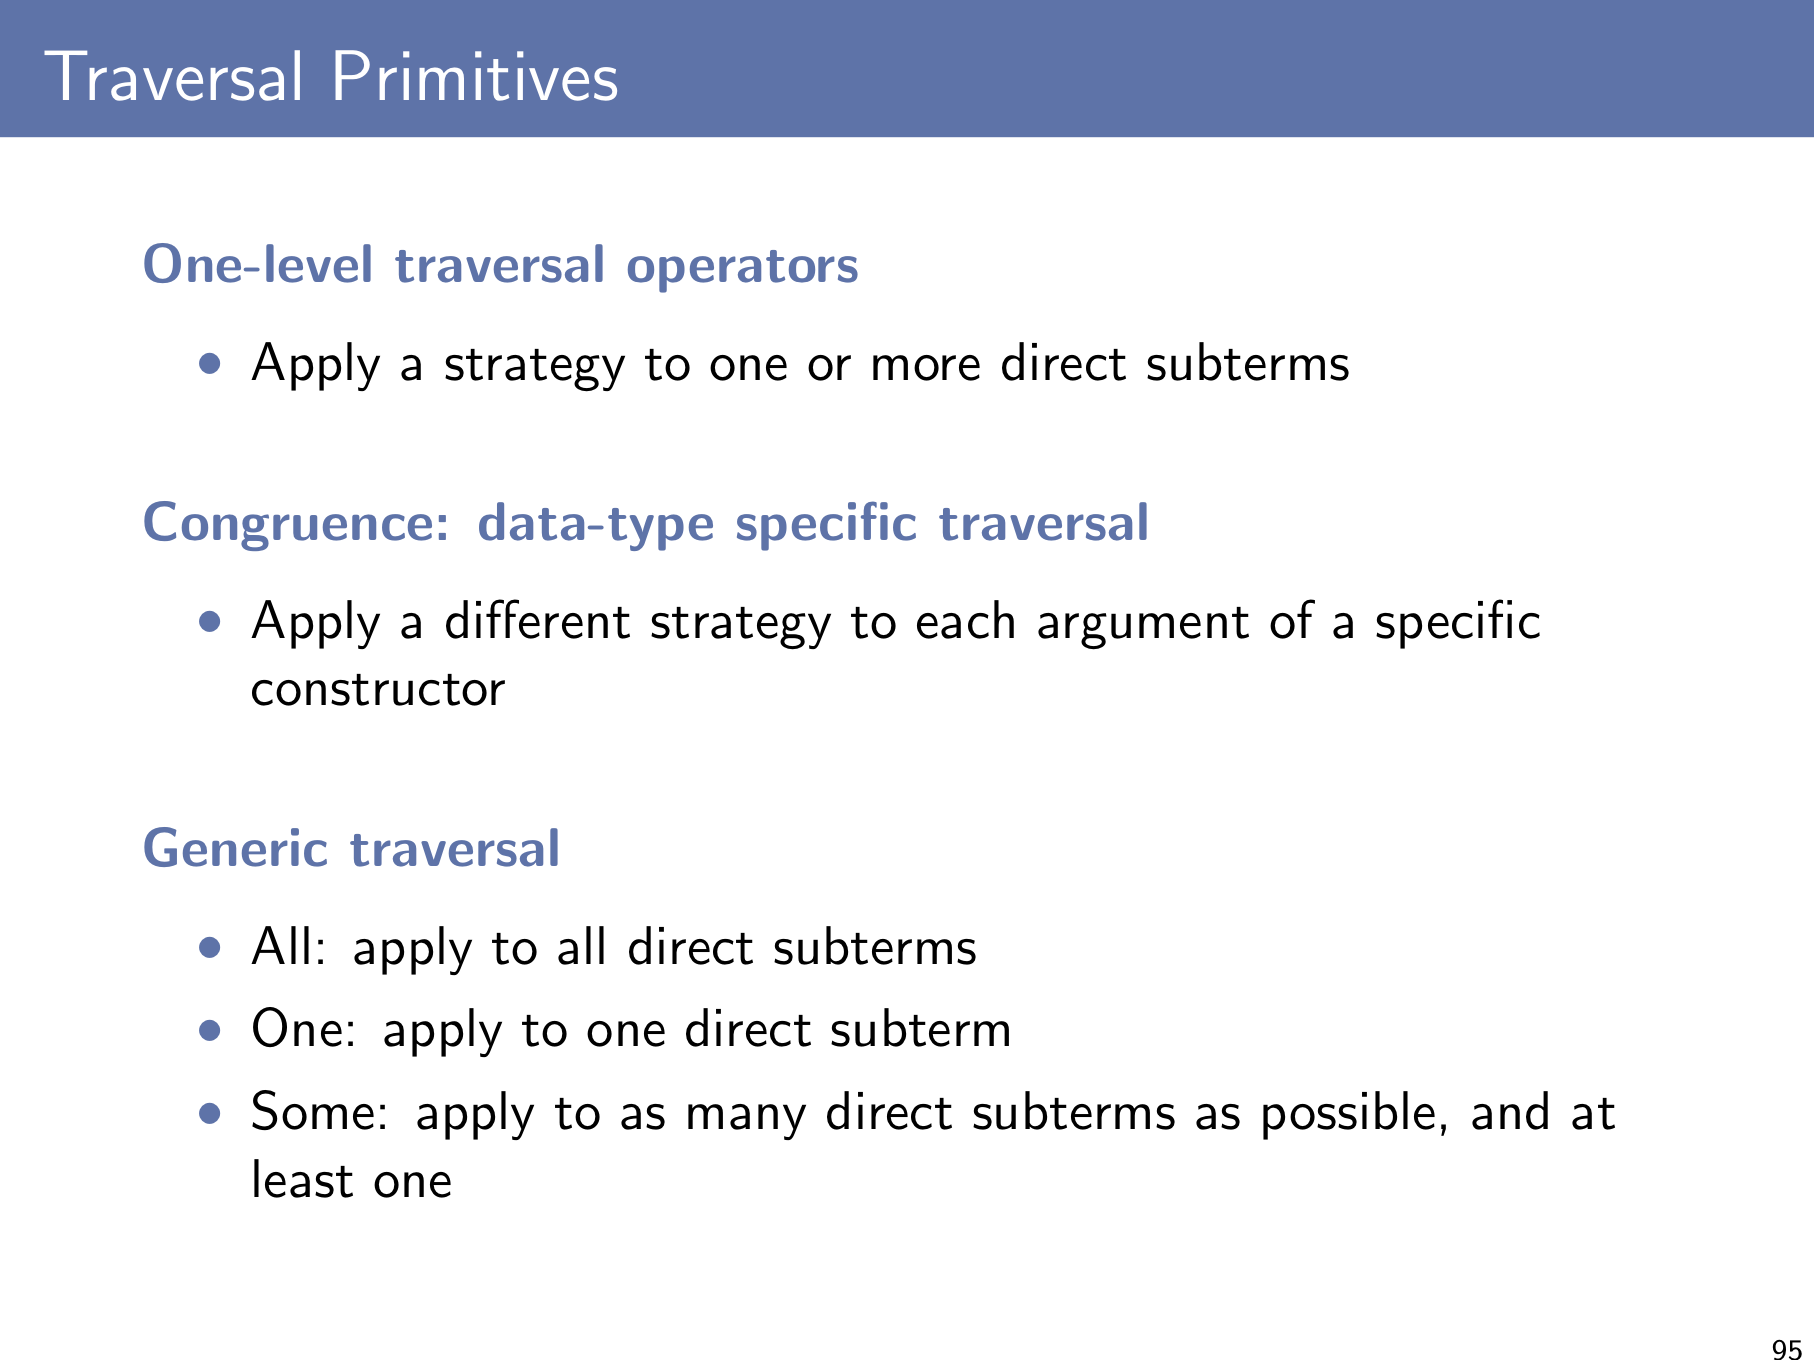 Traversal Primitives
One-level traversal operators
• Apply a strategy to one or more direct subterms
Congruence: data-type specific traversal
• Apply a different strategy to each argument of a specific
constructor
Generic traversal
• All: apply to all direct subterms
• One: apply to one direct subterm
• Some: apply to as many direct subterms as possible, and at
least one
95